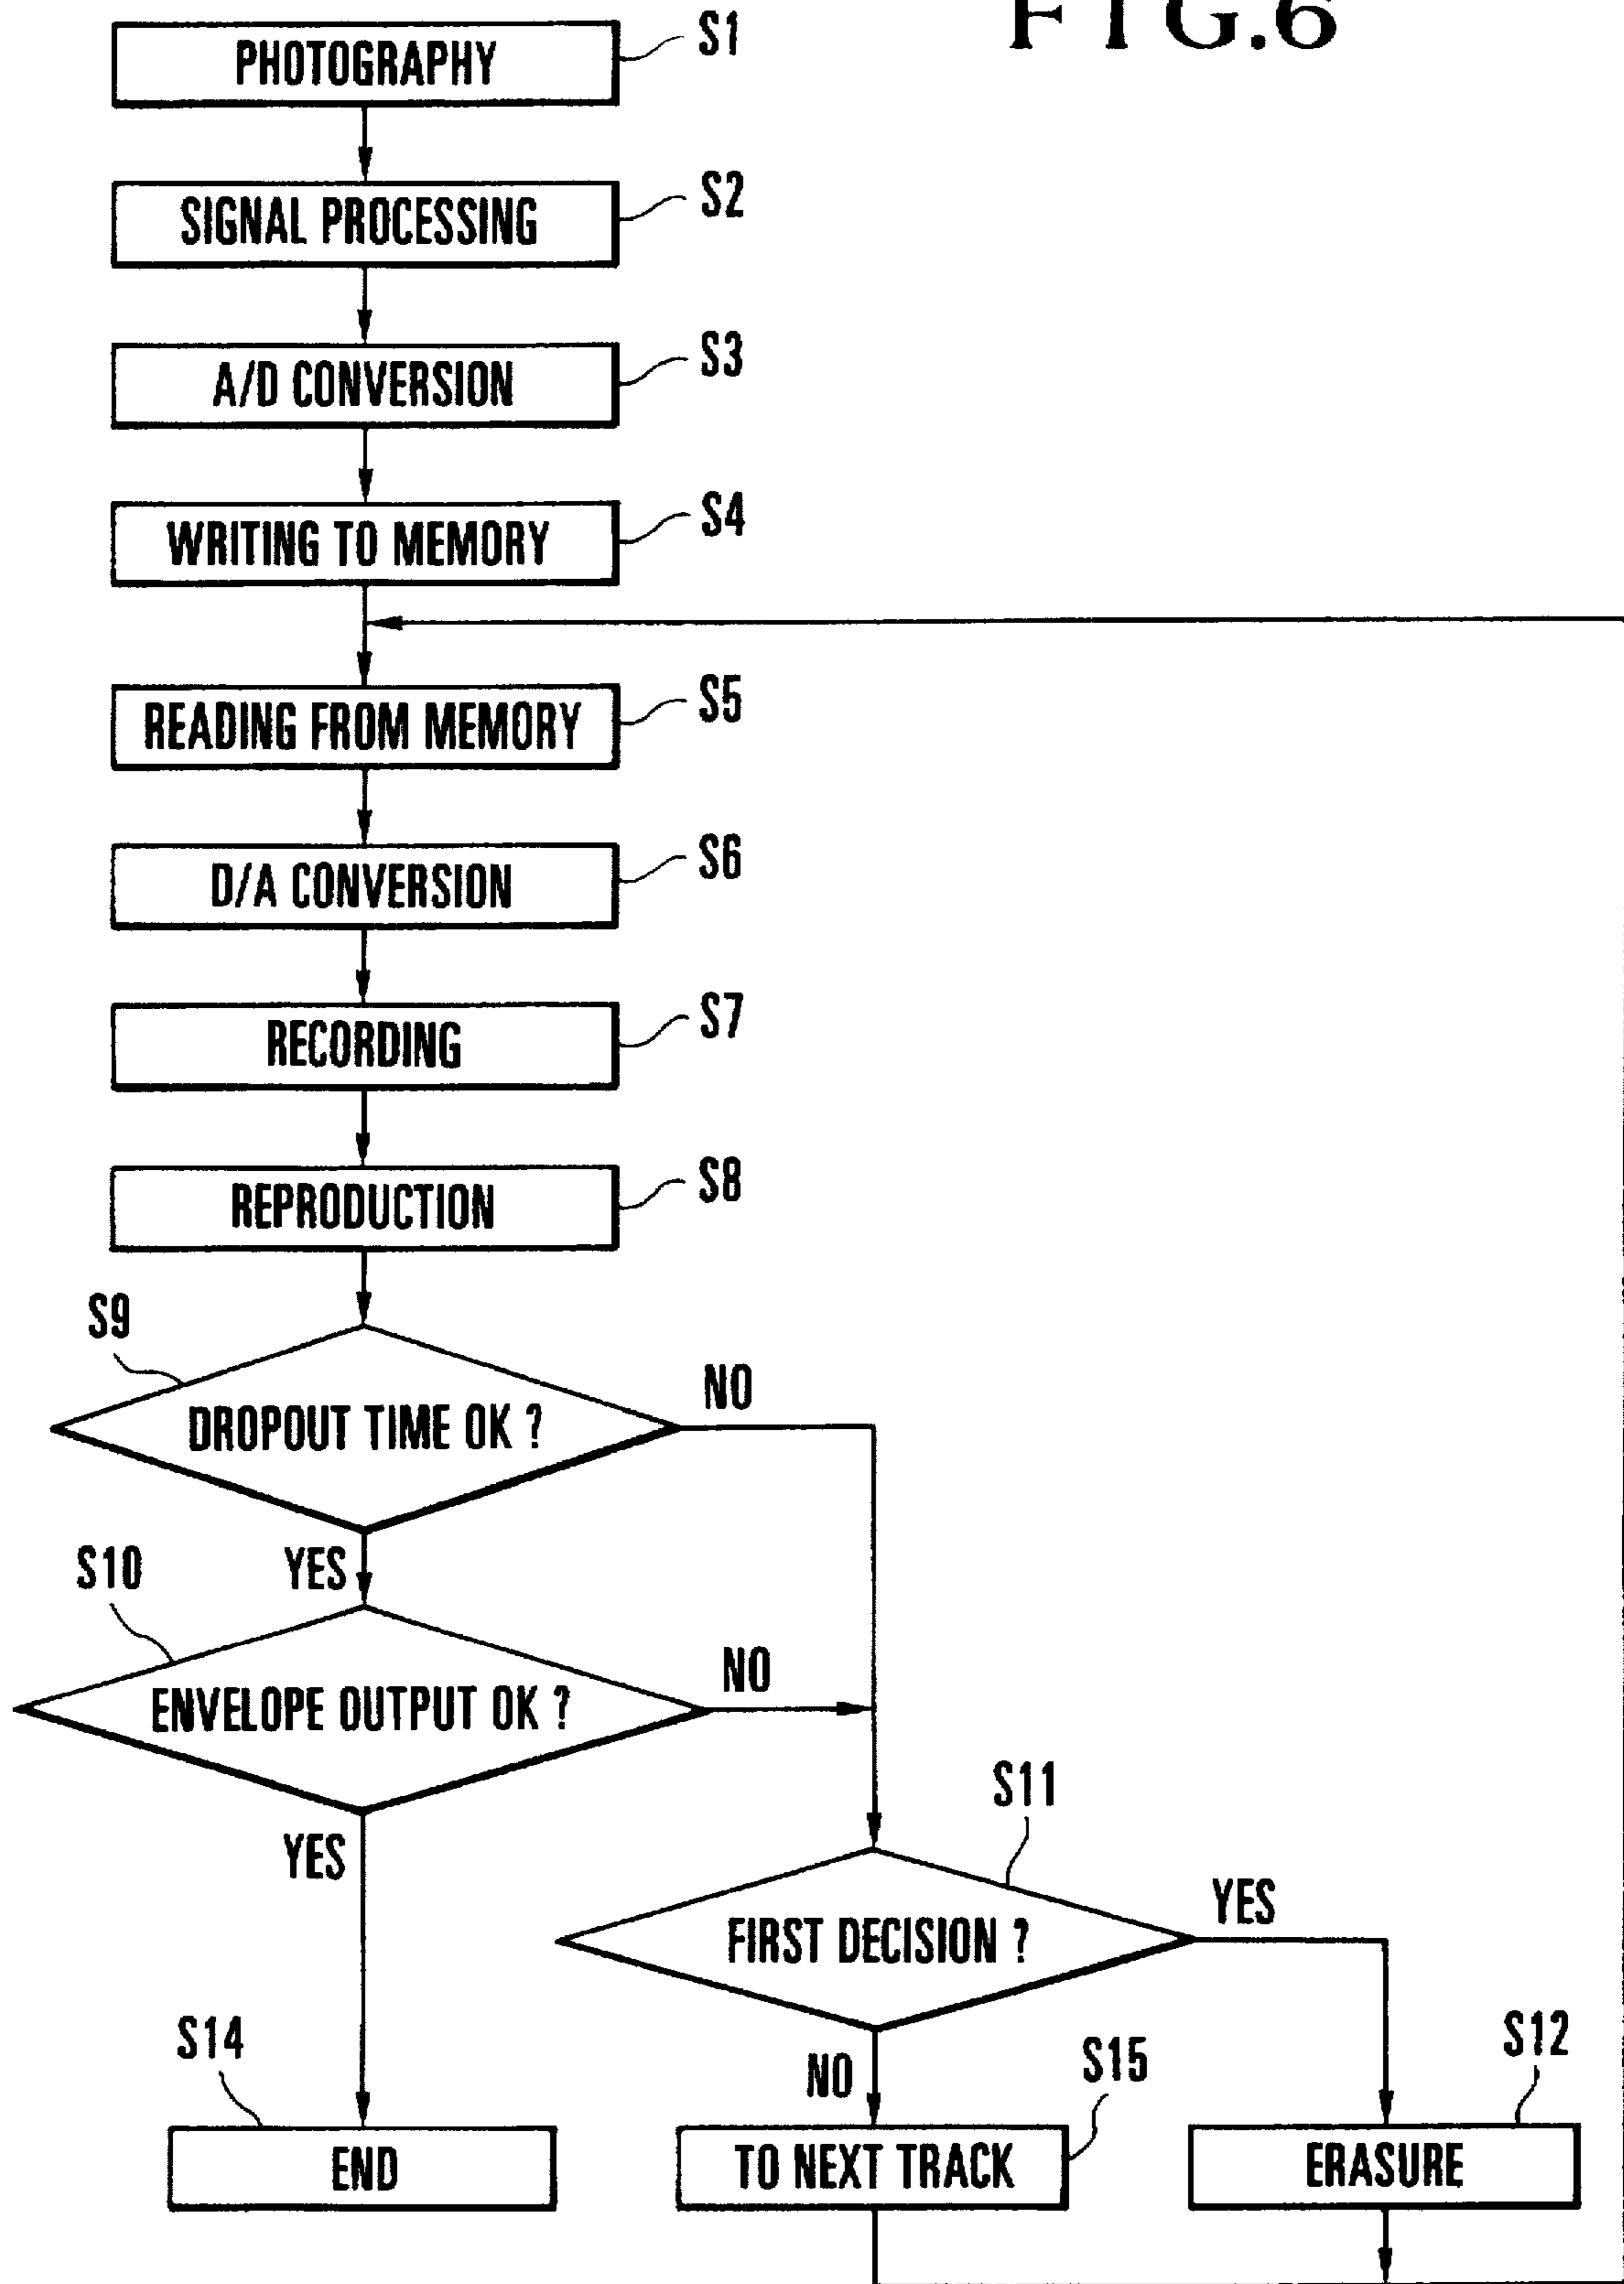 FIG.6
PHOTOGRAPHY
S1
SIGNAL PROCESSING
S2
A/D CONVERSION
S3
WRITING TO MEMORY
S4
READING FROM MEMORY
S5
D/A CONVERSION
S6
RECORDING
S7
REPRODUCTION
S8
S9
DROPOUT TIME OK ?
NO
YES
S10
ENVELOPE OUTPUT OK ?
NO
YES
S11
FIRST DECISION ?
YES
NO
S14
END
S15
TO NEXT TRACK
S12
ERASURE